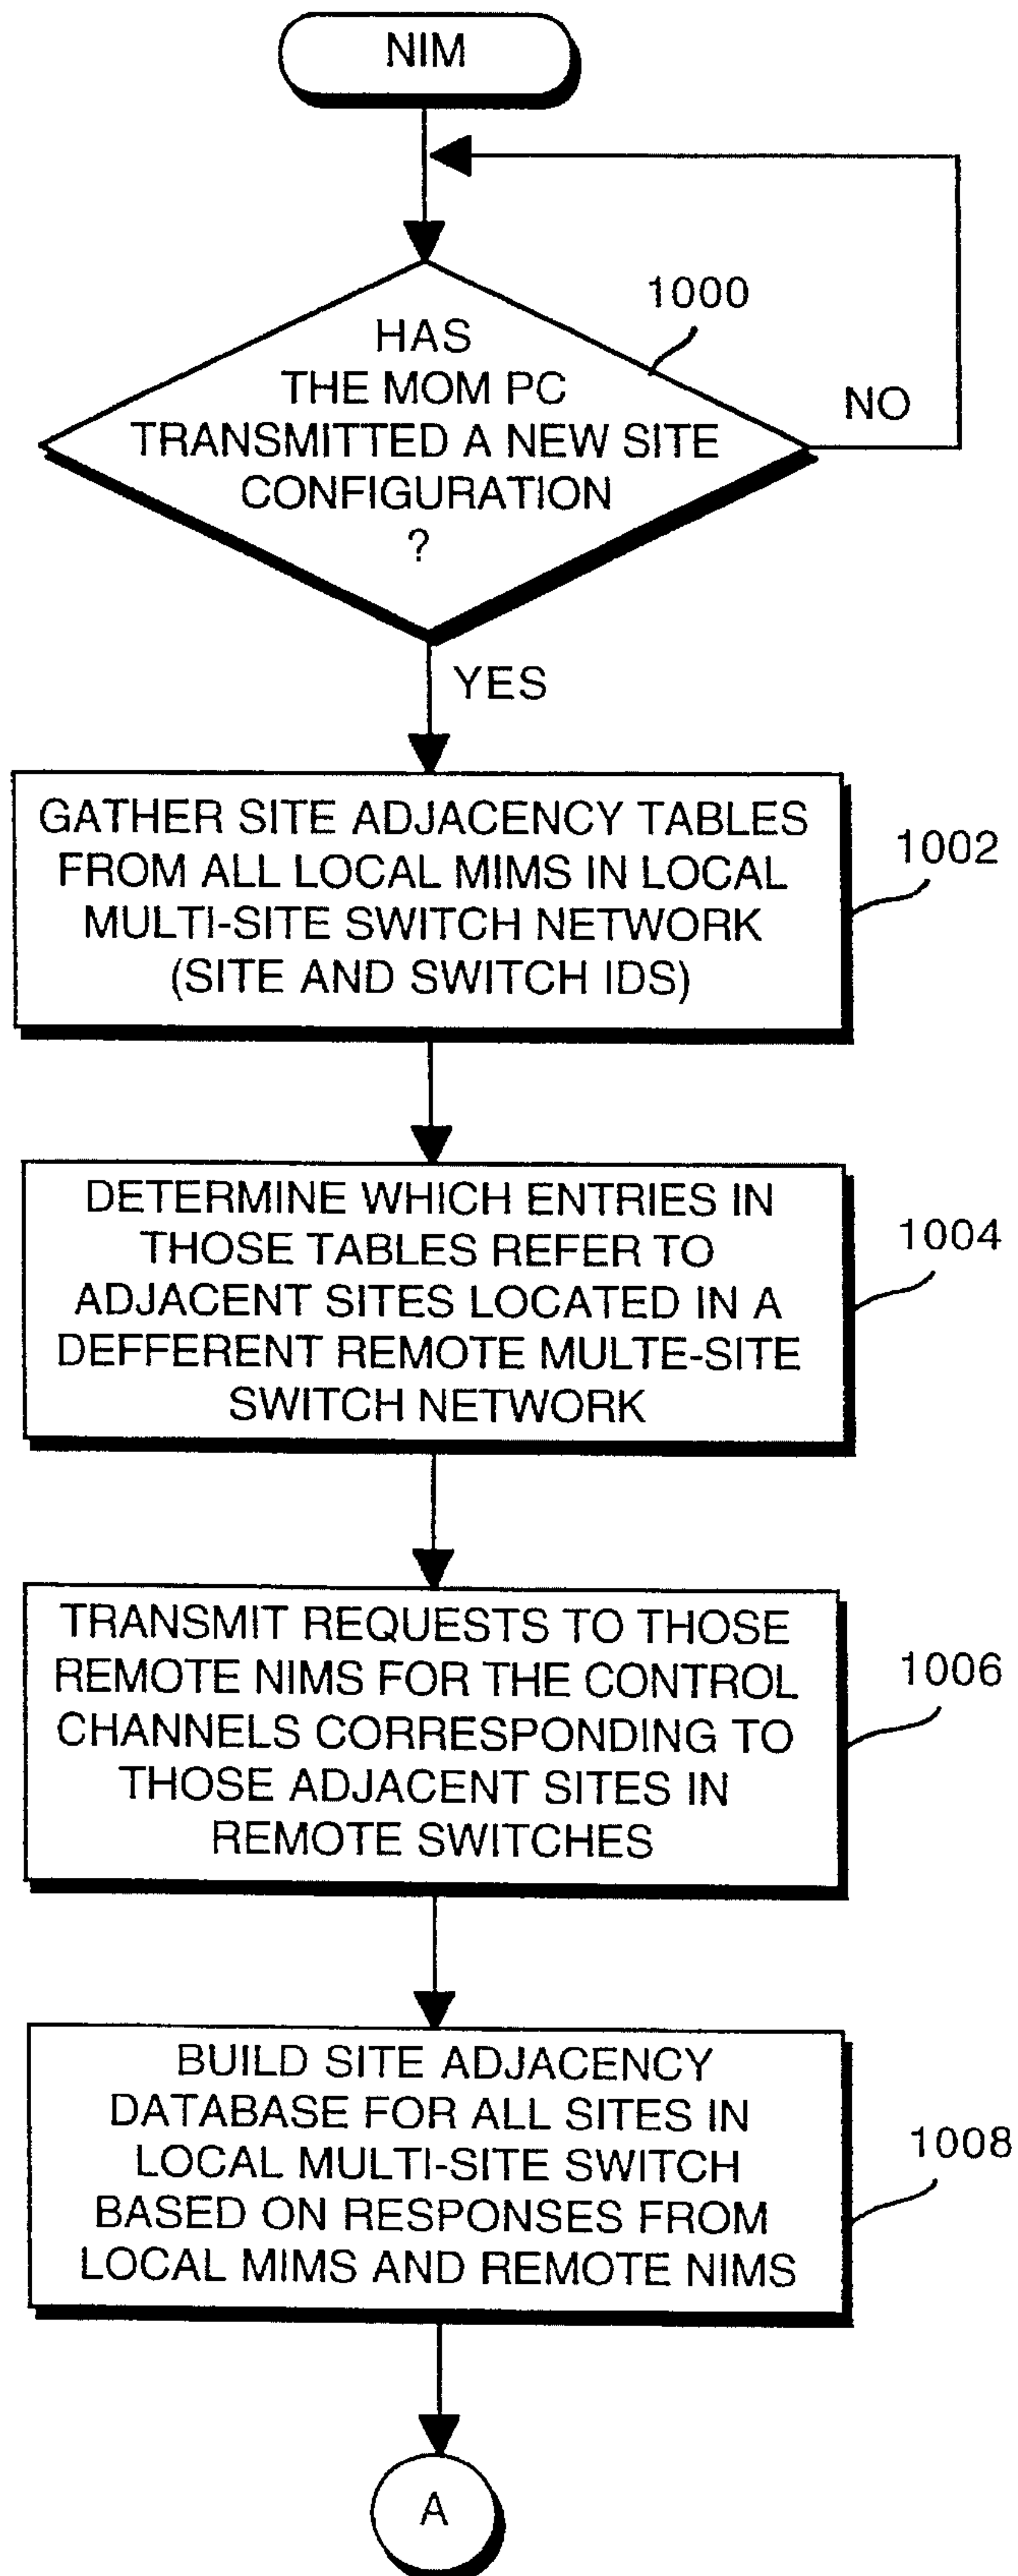 NIM
1000
HAS
THE MOM PC
TRANSMITTED A NEW SITE
CONFIGURATION
?
NO
YES
GATHER SITE ADJACENCY TABLES
FROM ALL LOCAL MIMS IN LOCAL
MULTI-SITE SWITCH NETWORK
(SITE AND SWITCH IDS)
1002
DETERMINE WHICH ENTRIES IN
THOSE TABLES REFER TO
ADJACENT SITES LOCATED IN A
DEFFERENT REMOTE MULTE-SITE
SWITCH NETWORK
1004
TRANSMIT REQUESTS TO THOSE
REMOTE NIMS FOR THE CONTROL
CHANNELS CORRESPONDING TO
THOSE ADJACENT SITES IN
REMOTE SWITCHES
1006
BUILD SITE ADJACENCY
DATABASE FOR ALL SITES IN
LOCAL MULTI-SITE SWITCH
BASED ON RESPONSES FROM
LOCAL MIMS AND REMOTE NIMS
1008
A